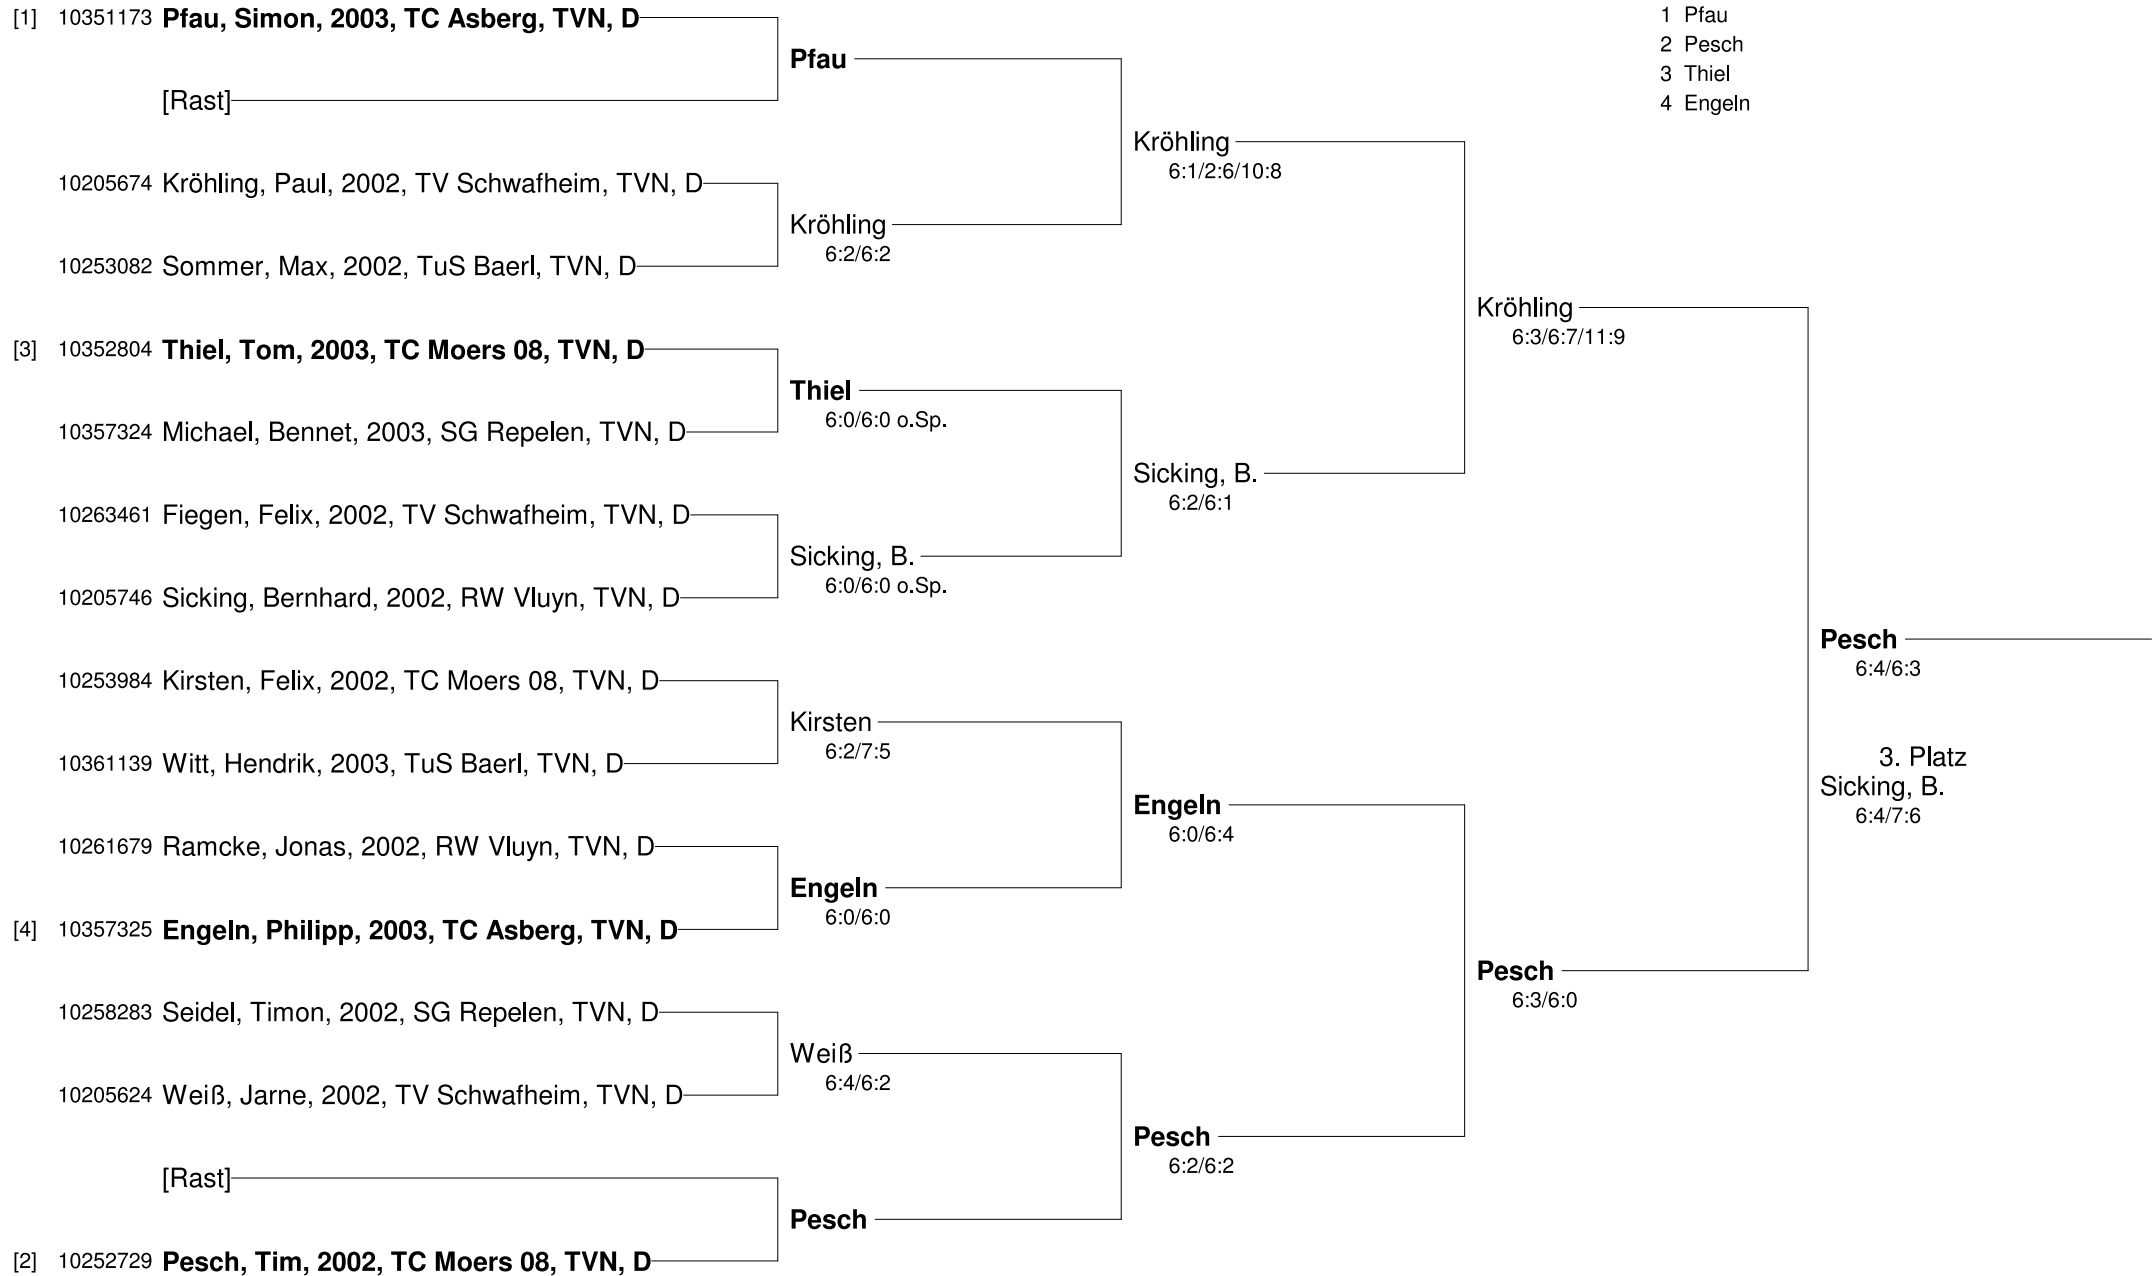 [1] 10351173 Pfau, Simon, 2003, TC Asberg, TVN, D
[Rast]
10205674 Kröhling, Paul, 2002, TV Schwafheim, TVN, D
10253082 Sommer, Max, 2002, TuS Baerl, TVN, D
[3] 10352804 Thiel, Tom, 2003, TC Moers 08, TVN, D
10357324 Michael, Bennet, 2003, SG Repelen, TVN, D
10263461 Fiegen, Felix, 2002, TV Schwafheim, TVN, D
10205746 Sicking, Bernhard, 2002, RW Vluyn, TVN, D
10253984 Kirsten, Felix, 2002, TC Moers 08, TVN, D
10361139 Witt, Hendrik, 2003, TuS Baerl, TVN, D
10261679 Ramcke, Jonas, 2002, RW Vluyn, TVN, D
[4] 10357325 Engeln, Philipp, 2003, TC Asberg, TVN, D
10258283 Seidel, Timon, 2002, SG Repelen, TVN, D
10205624 Weiß, Jarne, 2002, TV Schwafheim, TVN, D
[Rast]
[2] 10252729 Pesch, Tim, 2002, TC Moers 08, TVN, D
Pfau
Kröhling
6:2/6:2
Thiel
6:0/6:0 o.Sp.
Sicking, B.
6:0/6:0 o.Sp.
Kirsten
6:2/7:5
Engeln
6:0/6:0
Weiß
6:4/6:2
Pesch
Kröhling
6:1/2:6/10:8
Sicking, B.
6:2/6:1
Engeln
6:0/6:4
Pesch
6:2/6:2
Kröhling
6:3/6:7/11:9
Pesch
6:3/6:0
Pesch
6:4/6:3
3. Platz
Sicking, B.
6:4/7:6
1 Pfau
2 Pesch
3 Thiel
4 Engeln